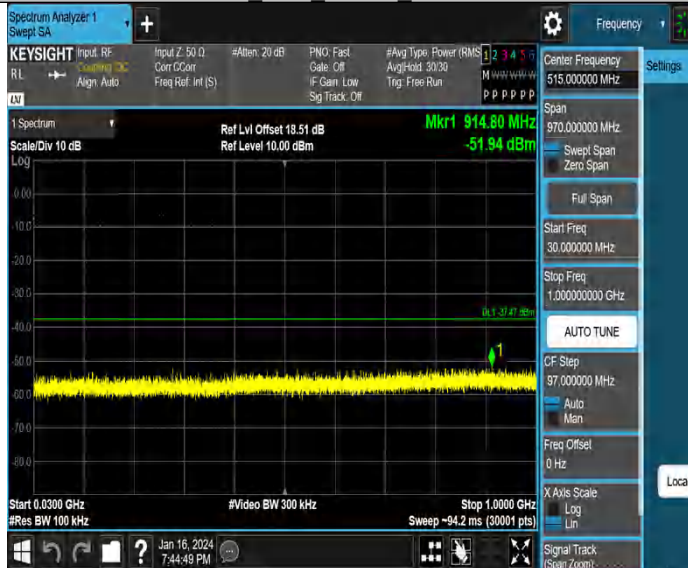 Spectrum Analyzer 1
Swept SA
+
Frequency
KEYSIGHT
Input: RF
Coupling: DC
Align: Auto
Input Z: 50 Ω
Corr CCorr
Freq Ref: Int (S)
#Atten: 20 dB
PNO: Fast
Gate: Off
IF Gain: Low
Sig Track: Off
#Avg Type: Power (RMS
Avg|Hold: 30/30
Trig: Free Run
1 2 3 4 5 6
M W W W W W
P P P P P P
RL
LXI
1 Spectrum
Scale/Div 10 dB
Ref Lvl Offset 18.51 dB
Ref Level 10.00 dBm
Mkr1 914.80 MHz
-51.94 dBm
Log
0.00
-10.0
-20.0
-30.0
-40.0
-50.0
-60.0
-70.0
-80.0
DL1 -37.47 dBm
1
Start 0.0300 GHz
#Res BW 100 kHz
#Video BW 300 kHz
Stop 1.0000 GHz
Sweep ~94.2 ms (30001 pts)
?
Jan 16, 2024
7:44:49 PM
Center Frequency
515.000000 MHz
Settings
Span
970.000000 MHz
Swept Span
Zero Span
Full Span
Start Freq
30.000000 MHz
Stop Freq
1.000000000 GHz
AUTO TUNE
CF Step
97.000000 MHz
Auto
Man
Freq Offset
0 Hz
X Axis Scale
Log
Lin
Loca
Signal Track
(Span Zoom)